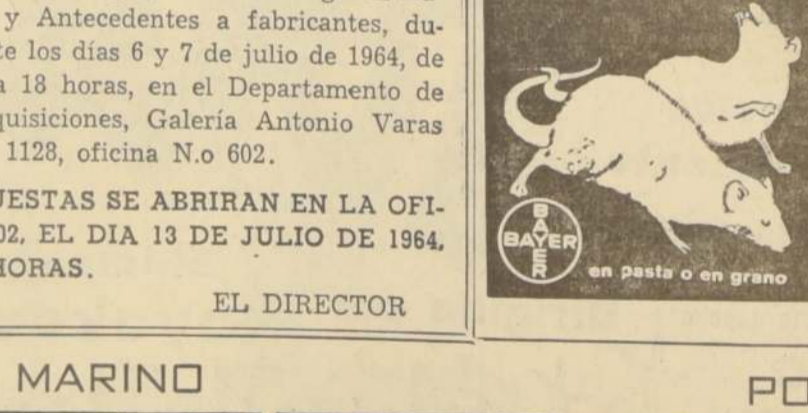 y Antecedentes a fabricantes, du-
te los días 6 y 7 de julio de 1964, de
a 18 horas, en el Departamento de
quisiciones, Galería Antonio Varas
1128, oficina N.o 602.
UESTAS SE ABRIRAN EN LA OFI-
02, EL DIA 13 DE JULIO DE 1964,
HORAS.
EL DIRECTOR
BAYER
BAYER
en pasta o en grano
MARINO
PO